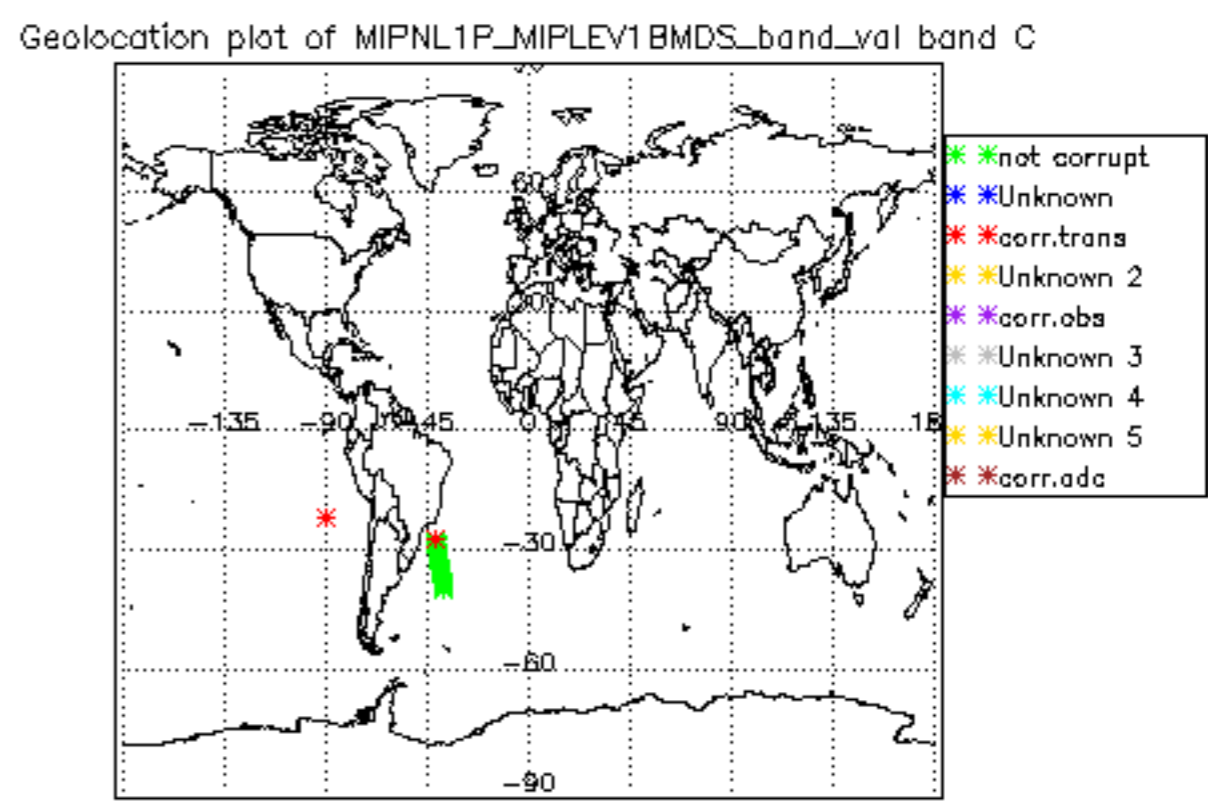 Geolocation plot of MIPNL1P_MIPLEV1BMDS_band_val band C
not corrupt
Unknown
corr.trans
Unknown 2
corr.obs
Unknown 3
Unknown 4
Unknown 5
corr.adc
60
-135 -90 -45 0 45 90 135
-30
-60
-90